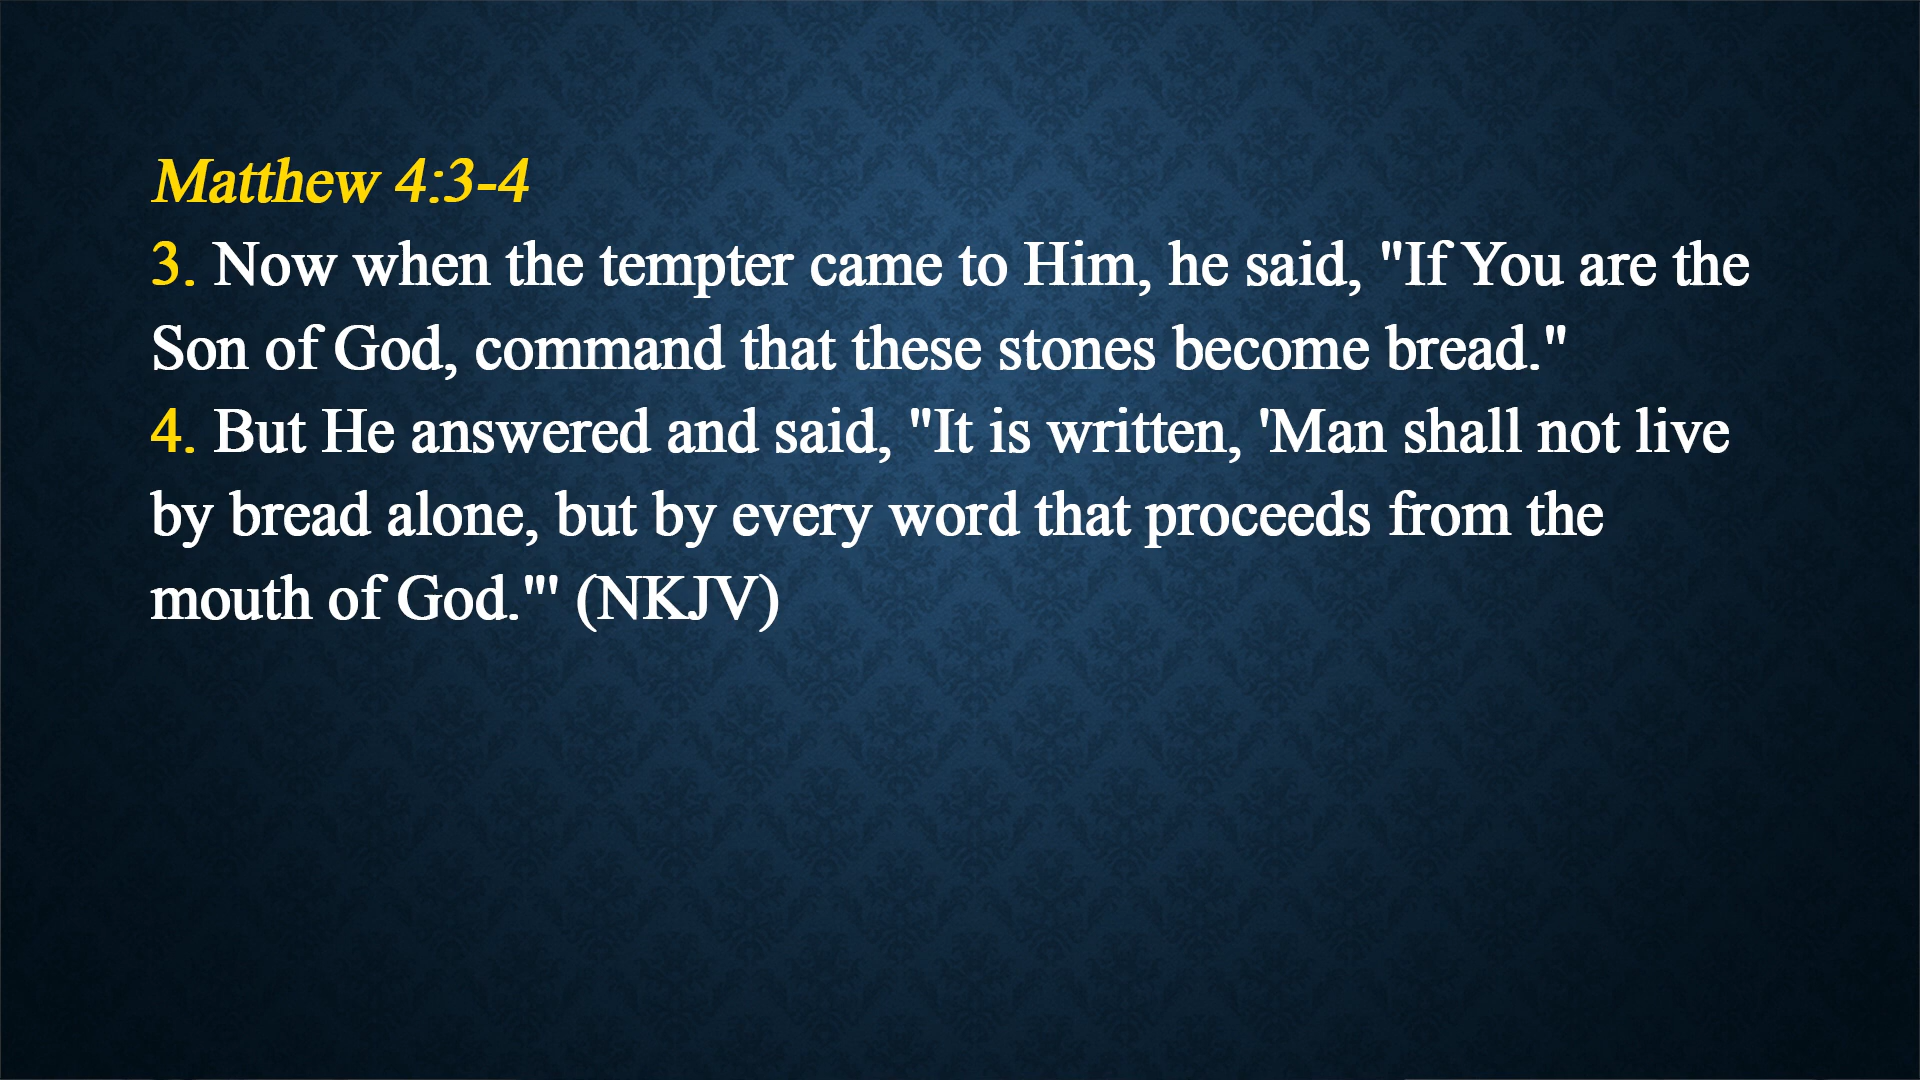 Matthew 4:3-4
3. Now when the tempter came to Him, he said, "If You are the
Son of God, command that these stones become bread."
4. But He answered and said, "It is written, 'Man shall not live
by bread alone, but by every word that proceeds from the
mouth of God."' (NKJV)